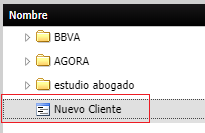 Nombre
BBVA
AGORA
estudio abogado
Nuevo Cliente